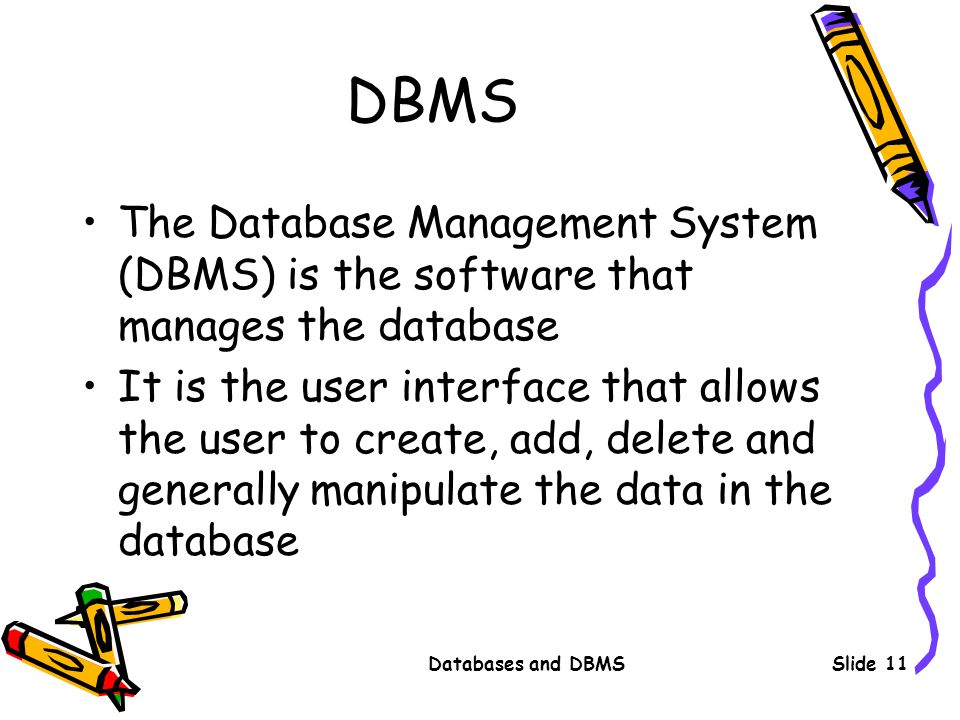 DBMS
• The Database Management System
(DBMS) is the software that
manages the database
• It is the user interface that allows
the user to create, add, delete and
generally manipulate the data in the
database
Databases and DBMS
Slide 11